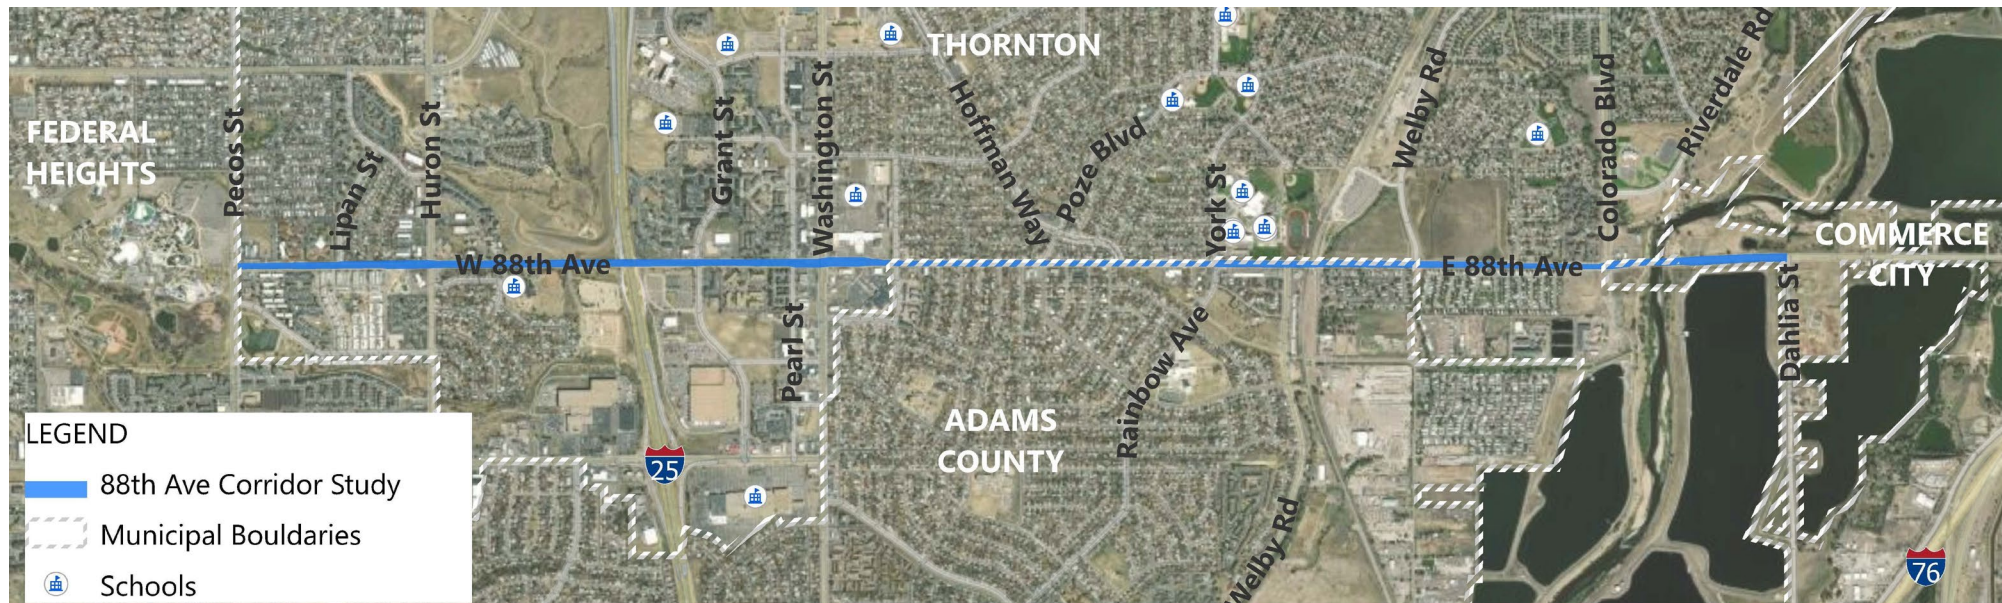 THORNTON
FEDERAL
HEIGHTS
Pecos St
Lipan St
Huron St
Grant St
Washington St
Hoffman Way
Poze Blvd
York St
Welby Rd
Colorado Blvd
Riverdale Rd
COMMERCE
CITY
W 88th Ave
E 88th Ave
Pearl St
Rainbow Ave
Dahlia St
ADAMS
COUNTY
25
Welby Rd
76
LEGEND
88th Ave Corridor Study
Municipal Bouldaries
Schools